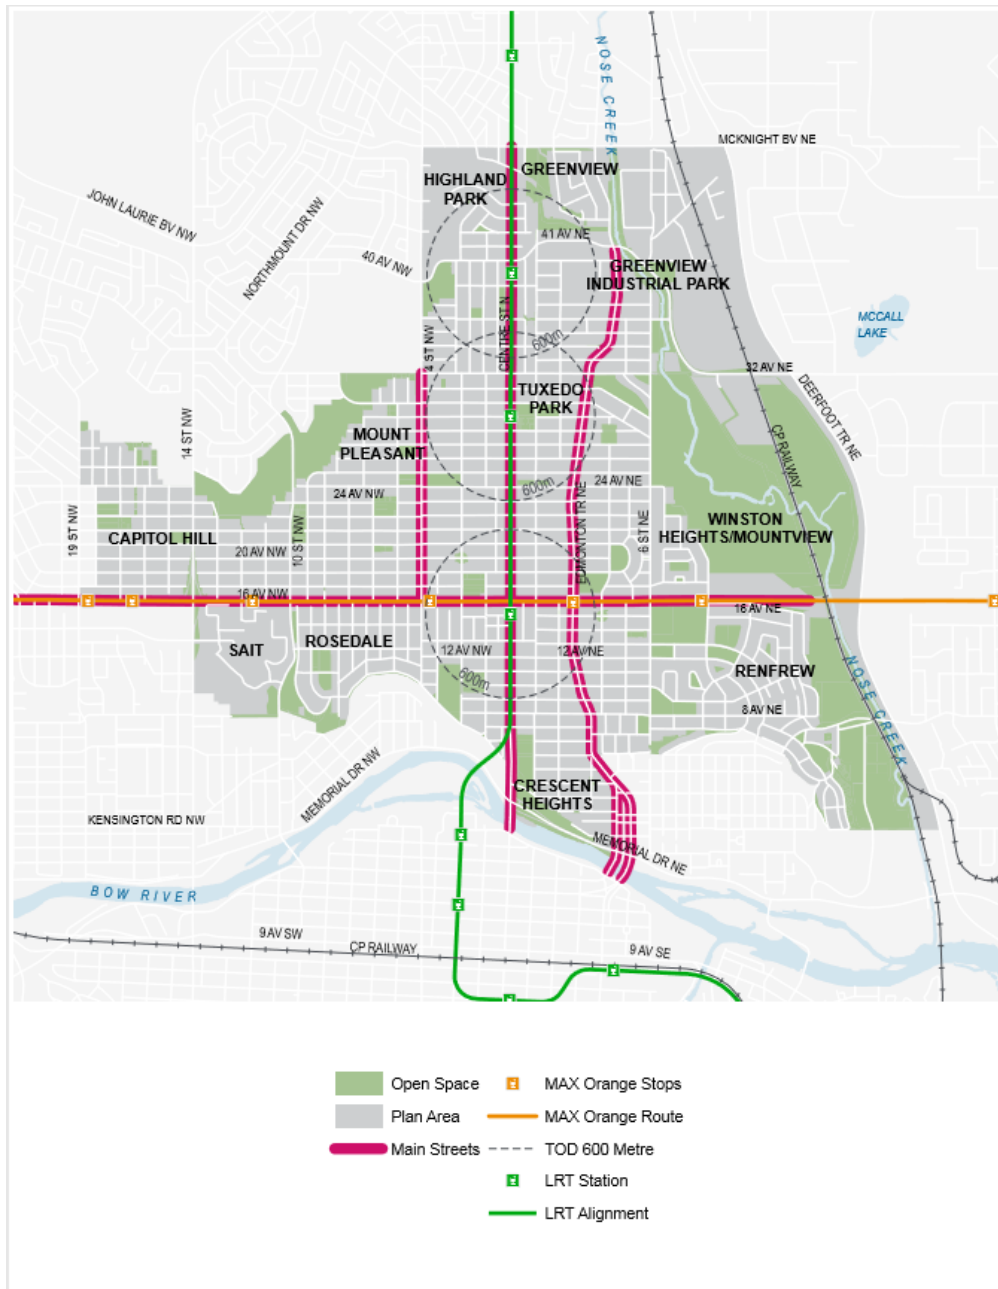 NOSE CREEK
MCKNIGHT BV NE
GREENVIEW
HIGHLAND
PARK
JOHN LAURIE BV NW
NORTHMOUNT DR NW
41 AV NE
40 AV NW
GREENVIEW
INDUSTRIAL PARK
MCCALL
LAKE
CENTRE ST N
4 ST NW
600m
32 AV NE
DEERFOOT TR NE
TUXEDO
PARK
14 ST NW
MOUNT
PLEASANT
CP RAILWAY
24 AV NW
600m
24 AV NE
19 ST NW
CAPITOL HILL
10 ST NW
20 AV NW
EDMONTON TR NE
6 ST NE
WINSTON
HEIGHTS/MOUNTVIEW
16 AV NW
16 AV NE
SAIT
ROSEDALE
12 AV NW
12 AV NE
600m
RENFREW
8 AV NE
NOSE CREEK
MEMORIAL DR NW
CRESCENT
HEIGHTS
KENSINGTON RD NW
MEMORIAL DR NE
BOW RIVER
9 AV SW
CP RAILWAY
9 AV SE
Open Space
MAX Orange Stops
Plan Area
MAX Orange Route
Main Streets
TOD 600 Metre
LRT Station
LRT Alignment